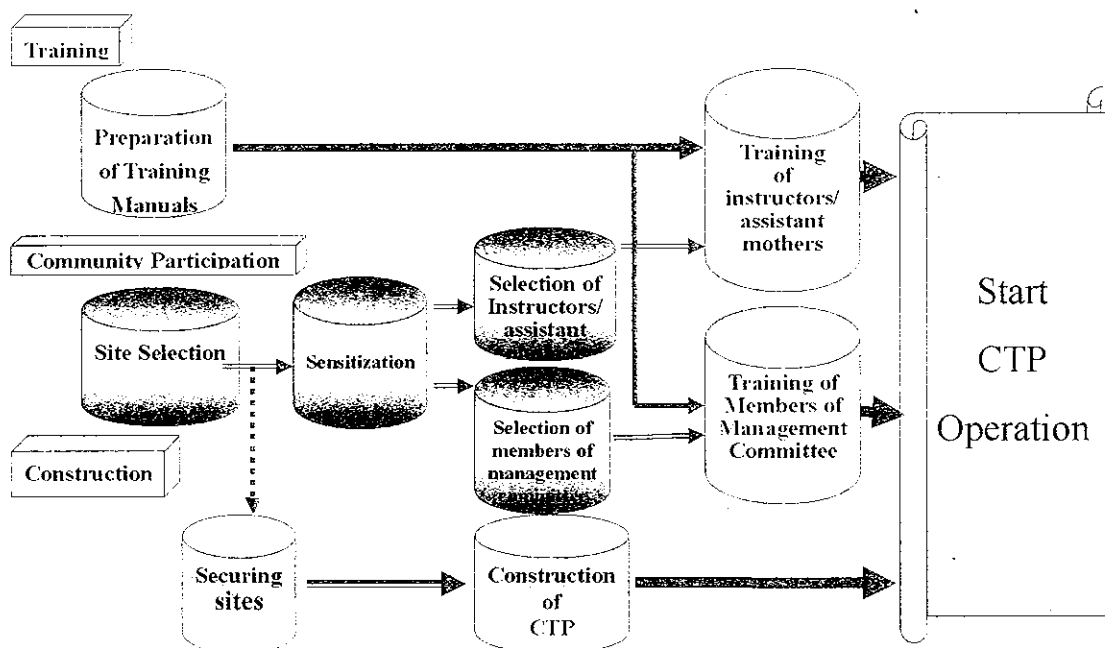 Training
Preparation
of Training
Manuals
Training
of
instructors/
assistant
mothers
Community Participation
Site Selection
Sensitization
Selection of
Instructors/
assistant
Selection of
members of
management
Training of
Members of
Management
Committee
Construction
Securing
sites
Construction
of
CTP
Start
CTP
Operation